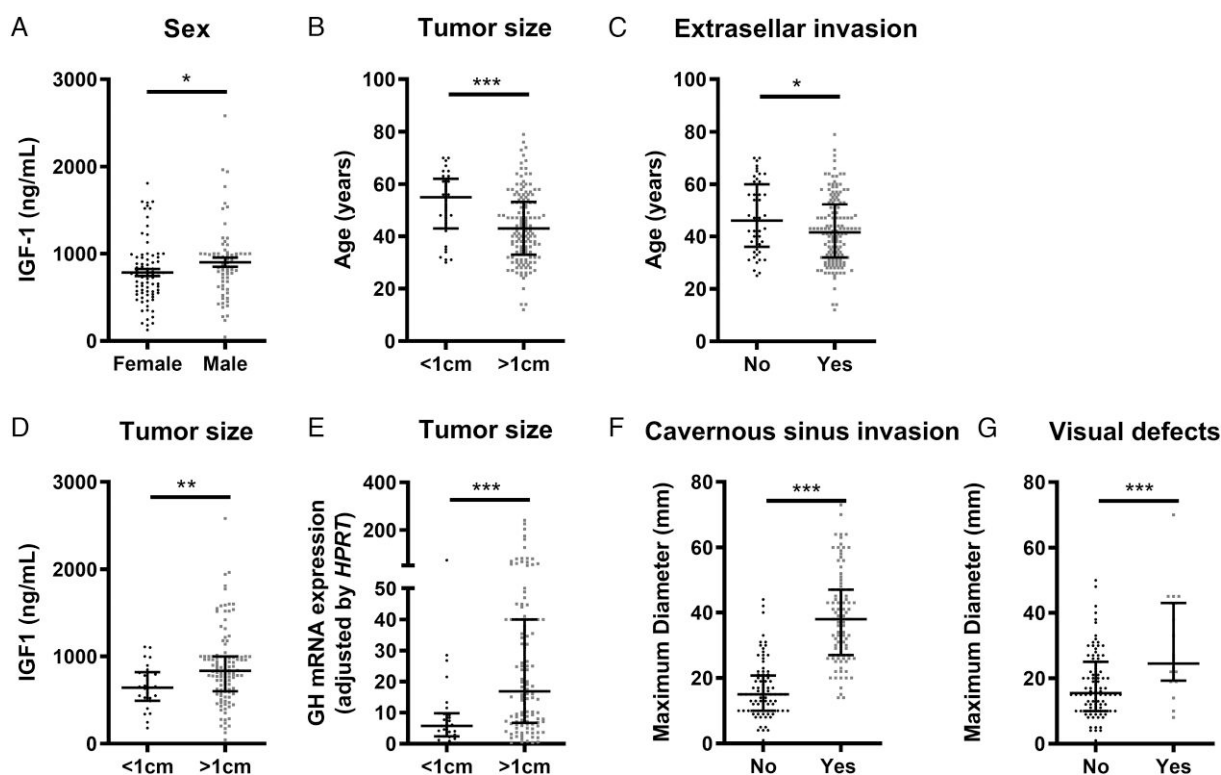 A
Sex
IGF-1 (ng/mL)
3000
2000
1000
0
*
Female
Male
B
Tumor size
Age (years)
100
80
60
40
20
0
***
<1cm
>1cm
C
Extrasellar invasion
Age (years)
100
80
60
40
20
0
*
No
Yes
D
Tumor size
IGF1 (ng/mL)
3000
2000
1000
0
**
<1cm
>1cm
E
Tumor size
GH mRNA expression
(adjusted by HPRT)
400
200
50
40
30
20
10
0
***
<1cm
>1cm
F
Cavernous sinus invasion
Maximum Diameter (mm)
80
60
40
20
0
***
No
Yes
G
Visual defects
Maximum Diameter (mm)
80
60
40
20
0
***
No
Yes